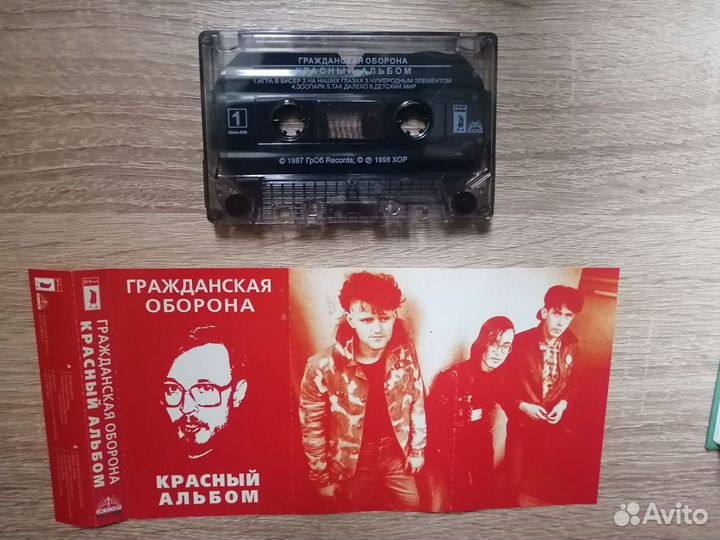 ГРАЖДАНСКАЯ ОБОРОНА
КРАСНЫЙ АЛЬБОМ
1.ИГРА В БИСЕР 2.НА НАШИХ ГЛАЗАХ 3.ЧУЖЕРОДНЫМ ЭЛЕМЕНТОМ
4.ЗООПАРК 5.ТАК ДАЛЕКО 6.ДЕТСКИЙ МИР
1
© 1987 ГрОб Records; © ℗ 1998 ХОР
ГРАЖДАНСКАЯ ОБОРОНА
КРАСНЫЙ АЛЬБОМ
A
ГРАЖДАНСКАЯ
ОБОРОНА
КРАСНЫЙ
АЛЬБОМ
Avito